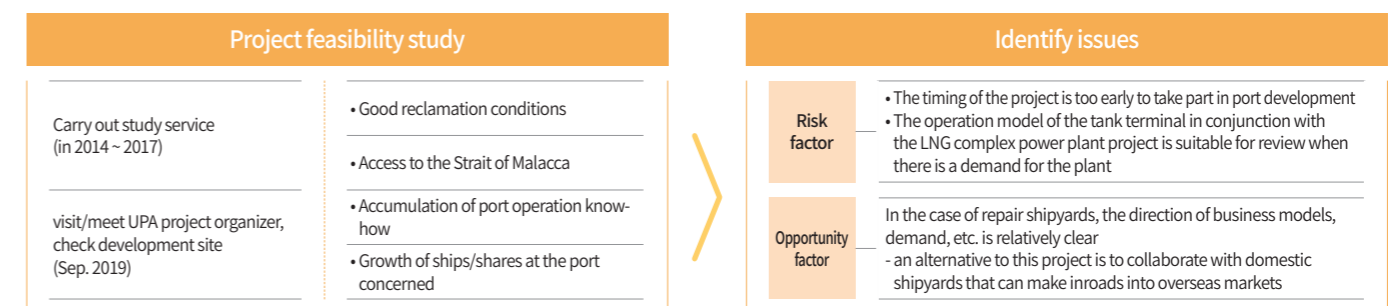 Project feasibility study
Carry out study service
(in 2014 ~ 2017)
visit/meet UPA project organizer,
check development site
(Sep. 2019)
• Good reclamation conditions
• Access to the Strait of Malacca
• Accumulation of port operation know-
how
• Growth of ships/shares at the port
concerned
Identify issues
Risk
factor
• The timing of the project is too early to take part in port development
• The operation model of the tank terminal in conjunction with
the LNG complex power plant project is suitable for review when
there is a demand for the plant
Opportunity
factor
In the case of repair shipyards, the direction of business models,
demand, etc. is relatively clear
- an alternative to this project is to collaborate with domestic
shipyards that can make inroads into overseas markets